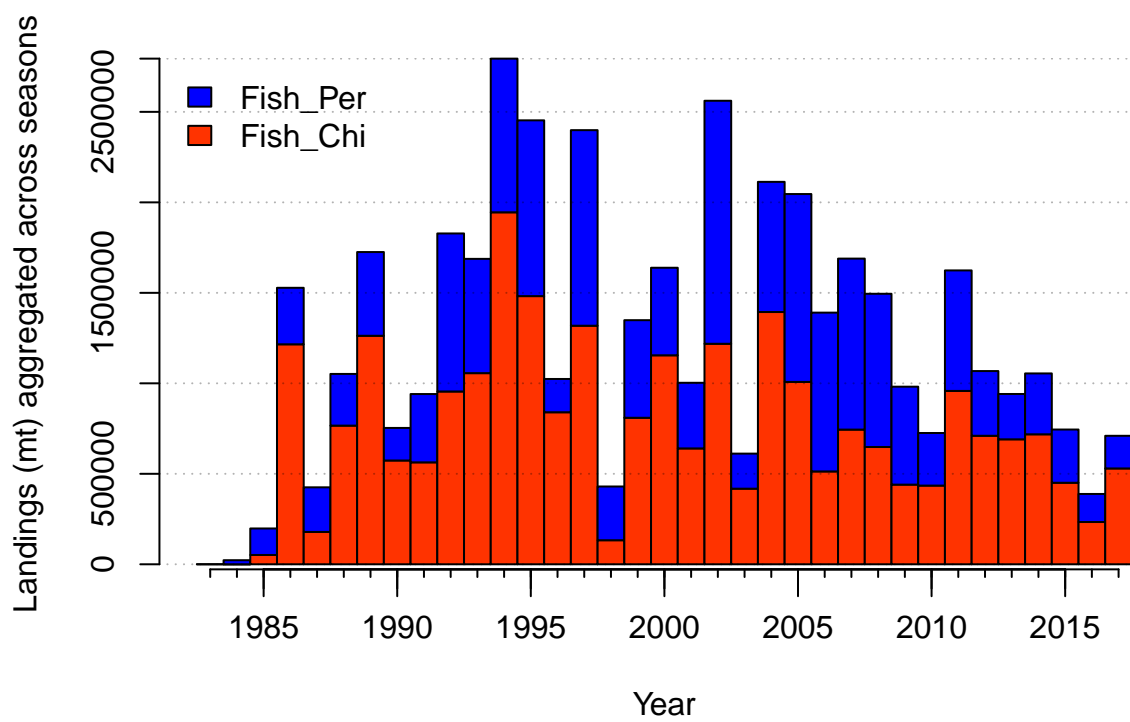 Landings (mt) aggregated across seasons
2500000
1500000
500000
0
Fish_Per
Fish_Chi
1985 1990 1995 2000 2005 2010 2015
Year